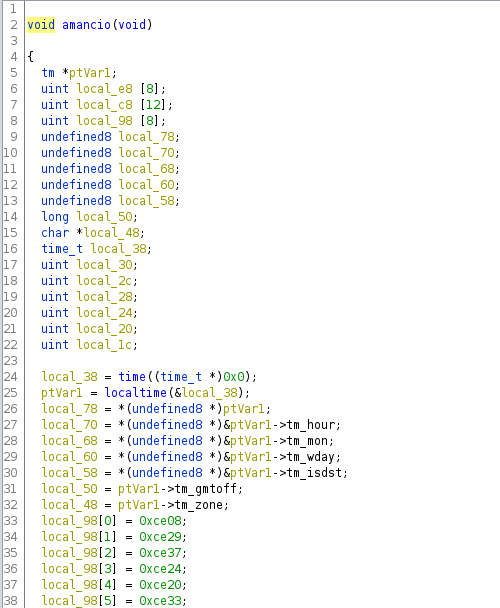 1
2 void amancio(void)
3
4 {
5 tm *ptVar1;
6 uint local_e8 [8];
7 uint local_c8 [12];
8 uint local_98 [8];
9 undefined8 local_78;
10 undefined8 local_70;
11 undefined8 local_68;
12 undefined8 local_60;
13 undefined8 local_58;
14 long local_50;
15 char *local_48;
16 time_t local_38;
17 uint local_30;
18 uint local_2c;
19 uint local_28;
20 uint local_24;
21 uint local_20;
22 uint local_1c;
23
24 local_38 = time((time_t *)0x0);
25 ptVar1 = localtime(&local_38);
26 local_78 = *(undefined8 *)ptVar1;
27 local_70 = *(undefined8 *)&ptVar1->tm_hour;
28 local_68 = *(undefined8 *)&ptVar1->tm_mon;
29 local_60 = *(undefined8 *)&ptVar1->tm_wday;
30 local_58 = *(undefined8 *)&ptVar1->tm_isdst;
31 local_50 = ptVar1->tm_gmtoff;
32 local_48 = ptVar1->tm_zone;
33 local_98[0] = 0xce08;
34 local_98[1] = 0xce29;
35 local_98[2] = 0xce37;
36 local_98[3] = 0xce24;
37 local_98[4] = 0xce20;
38 local_98[5] = 0xce33;